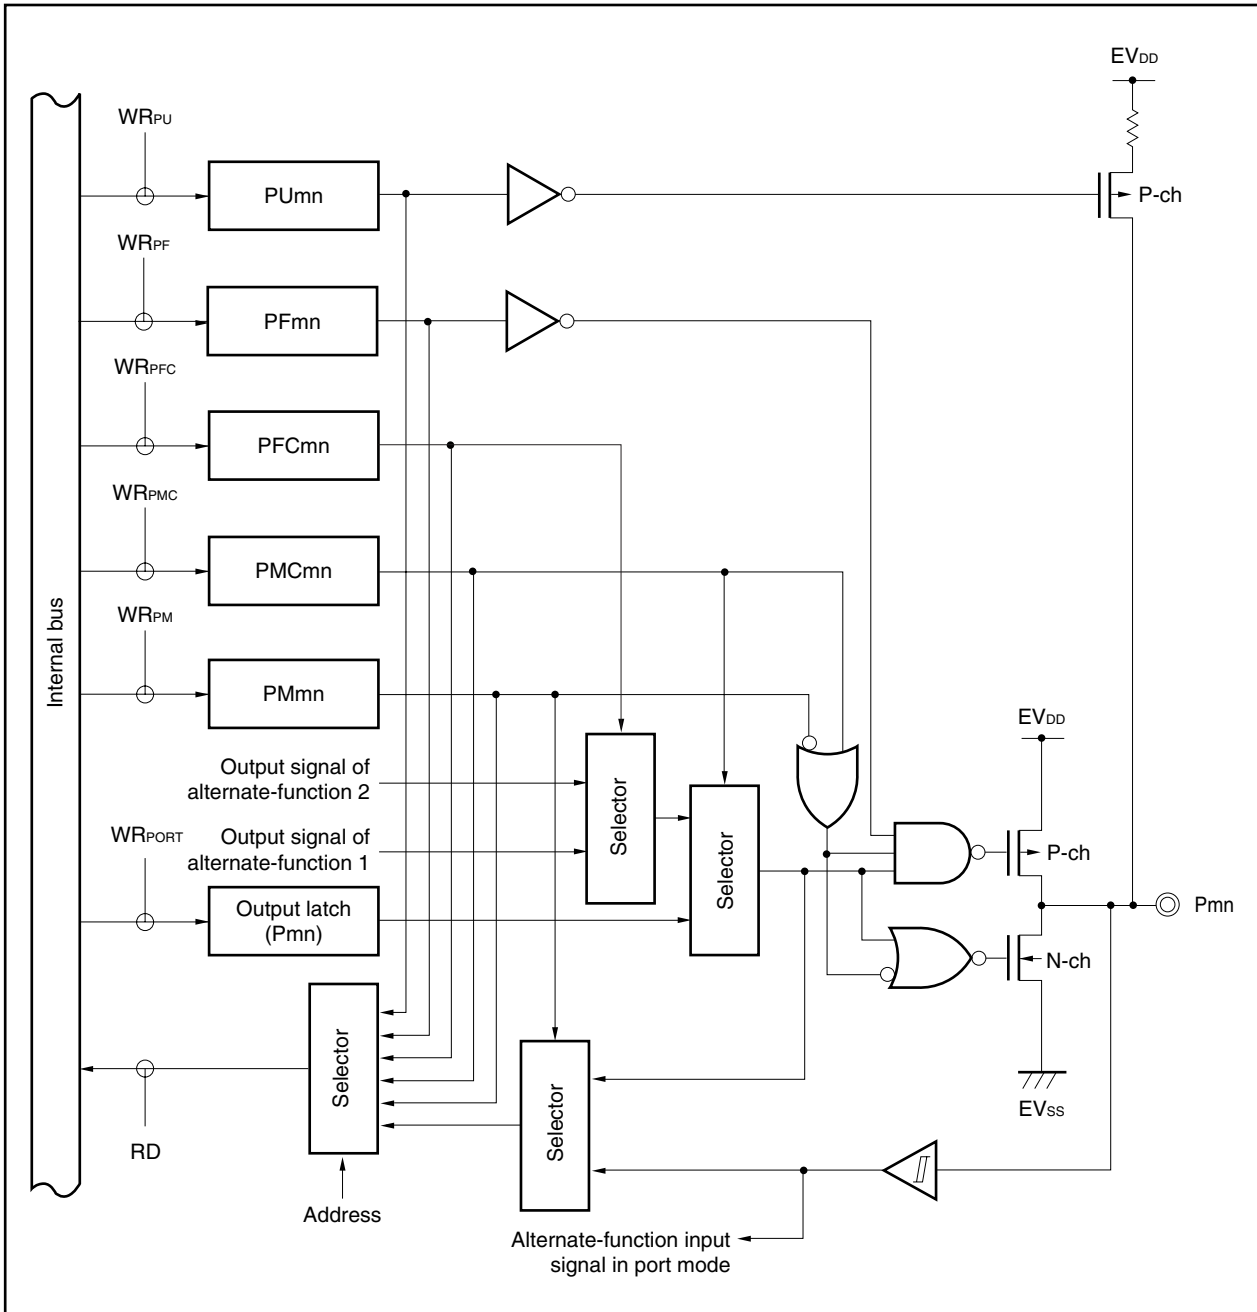 EVDD
WRPU
PUmn
P-ch
WRPF
PFmn
WRPFC
PFCmn
WRPMC
PMCmn
WRPM
PMmn
Internal bus
EVDD
Output signal of
alternate-function 2
Selector
Output signal of
alternate-function 1
Selector
P-ch
WRPORT
Output latch
(Pmn)
Pmn
N-ch
Selector
Selector
EVSS
RD
Address
Alternate-function input
signal in port mode